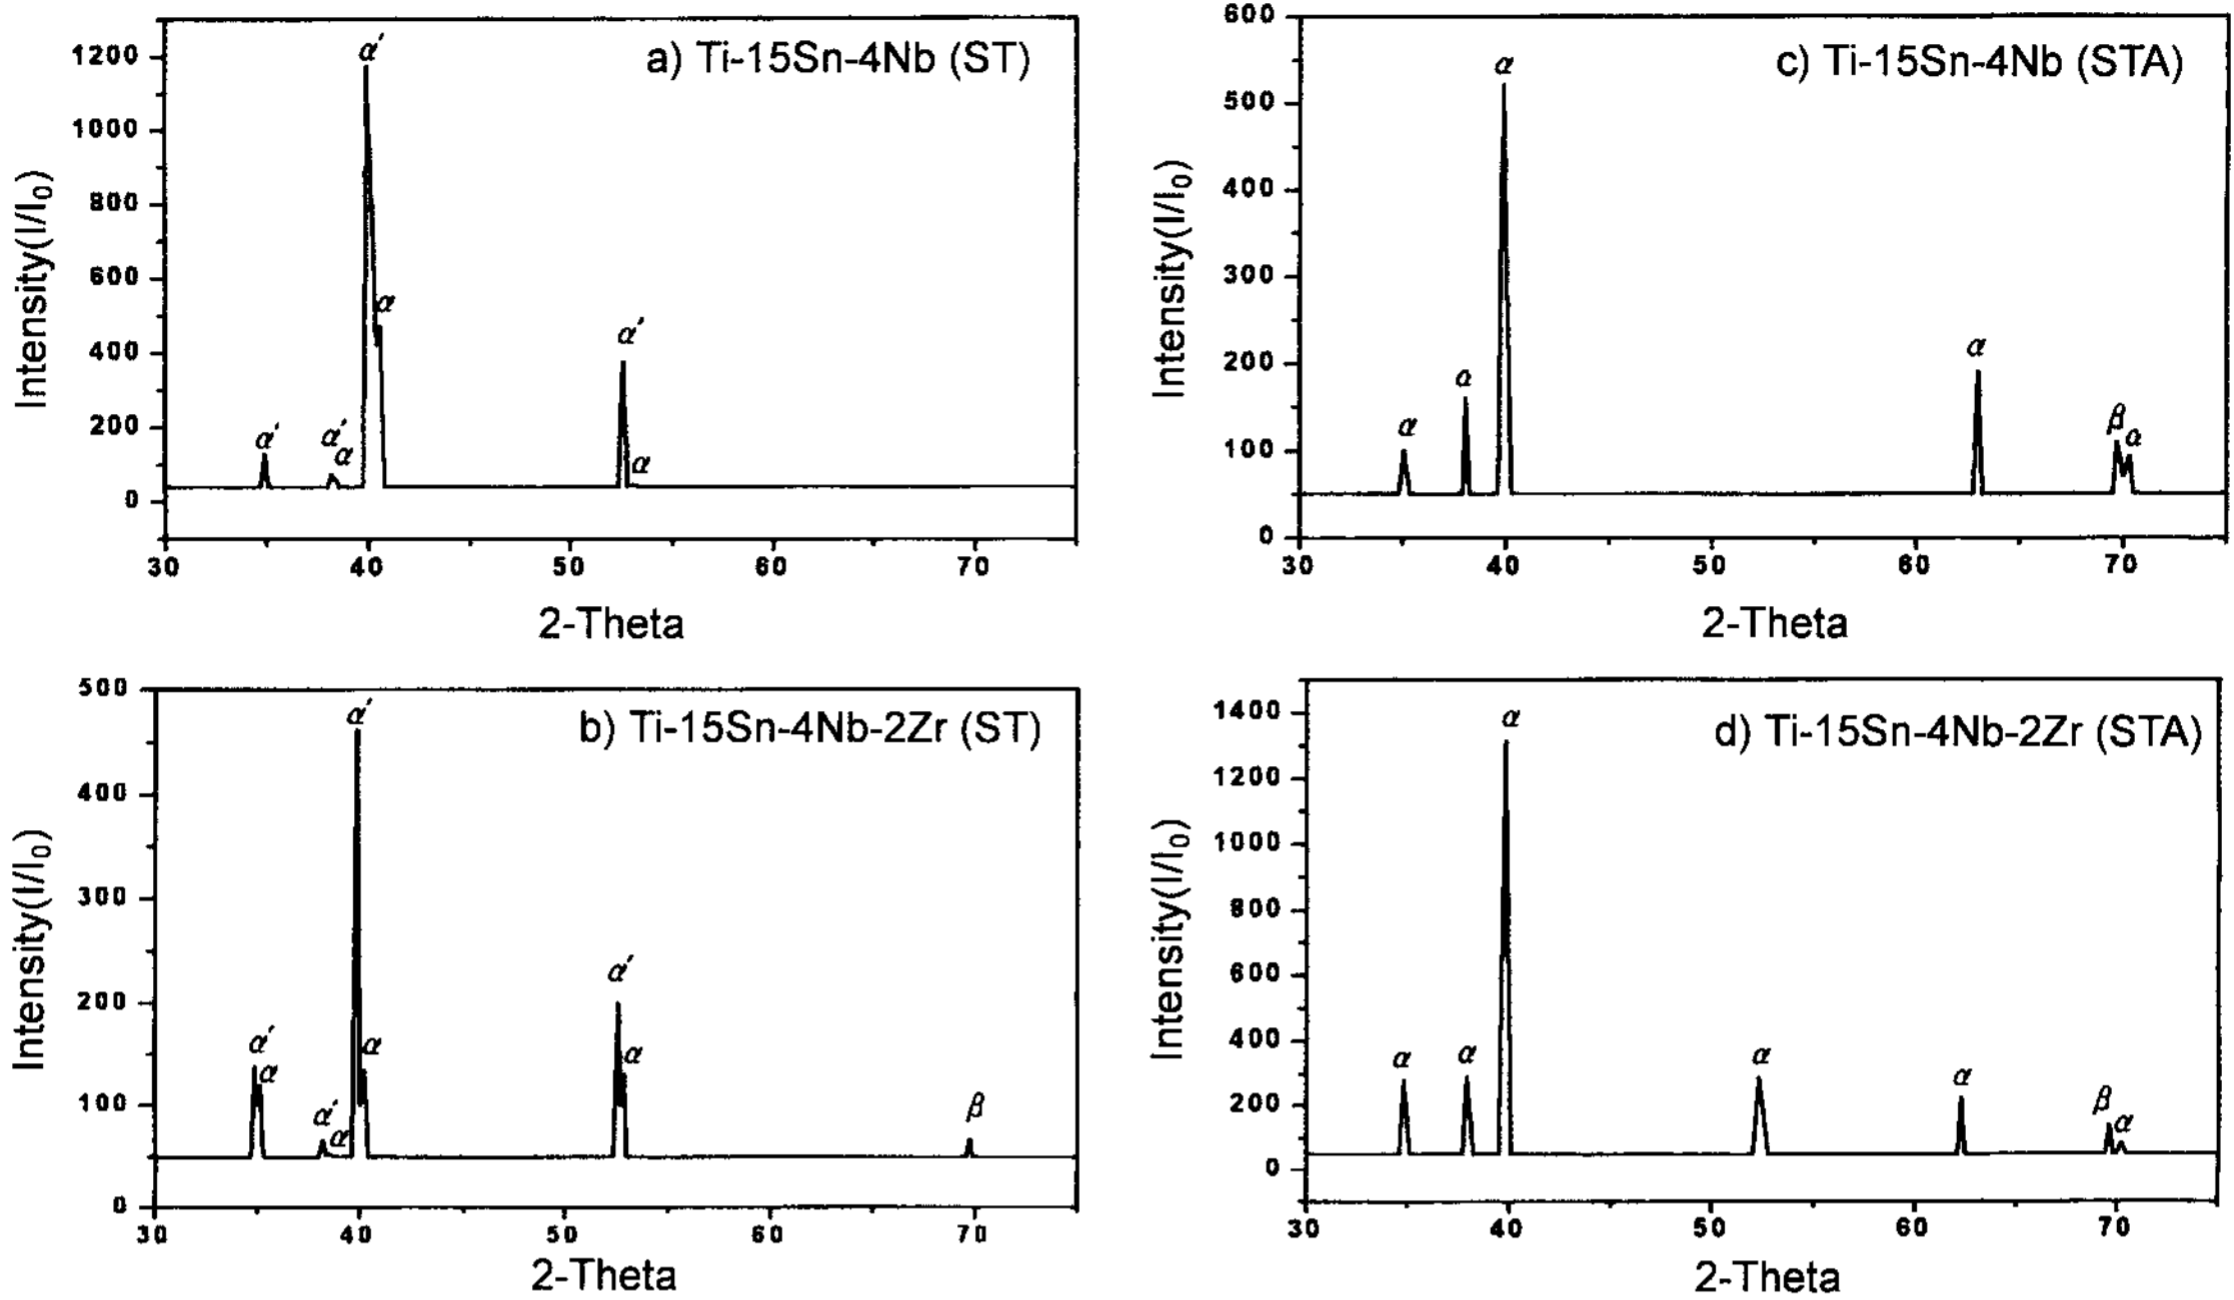 a) Ti-15Sn-4Nb (ST)
Intensity(I/I₀)
1200
1000
800
600
400
200
0
α′
α′
α
α′
α
α′
α
30 40 50 60 70
2-Theta
c) Ti-15Sn-4Nb (STA)
Intensity(I/I₀)
600
500
400
300
200
100
0
α
α
α
α
β
α
30 40 50 60 70
2-Theta
b) Ti-15Sn-4Nb-2Zr (ST)
Intensity(I/I₀)
500
400
300
200
100
0
α′
α
α′
α
α′
α
α′
α
β
30 40 50 60 70
2-Theta
d) Ti-15Sn-4Nb-2Zr (STA)
Intensity(I/I₀)
1400
1200
1000
800
600
400
200
0
α
α
α
α
α
β
α
30 40 50 60 70
2-Theta